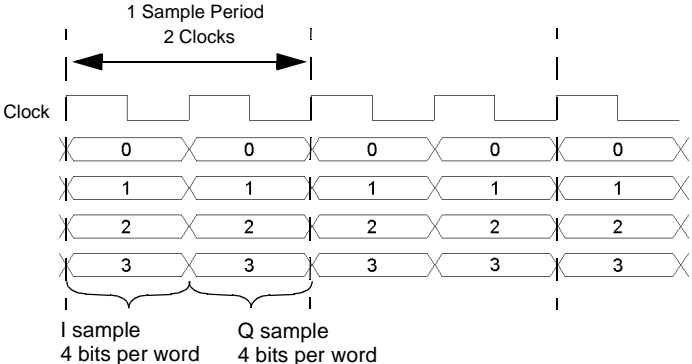 1 Sample Period
2 Clocks
Clock
0 0 0 0 0
1 1 1 1 1
2 2 2 2 2
3 3 3 3 3
I sample Q sample
4 bits per word 4 bits per word